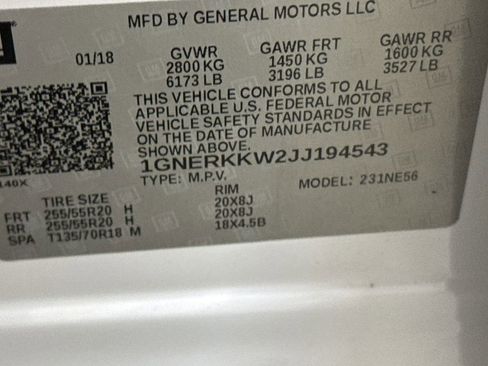 MFD BY GENERAL MOTORS LLC
01/18 GVWR GAWR FRT GAWR RR
2800 KG 1450 KG 1600 KG
6173 LB 3196 LB 3527 LB
THIS VEHICLE CONFORMS TO ALL
APPLICABLE U.S. FEDERAL MOTOR
VEHICLE SAFETY STANDARDS IN EFFECT
ON THE DATE OF MANUFACTURE
SHOWN ABOVE.
1GNERKKW2JJ194543
140X TYPE: M.P.V. MODEL: 231NE56
TIRE SIZE RIM
FRT 255/55R20 H 20X8J
RR 255/55R20 H 20X8J
SPA T135/70R18 M 18X4.5B